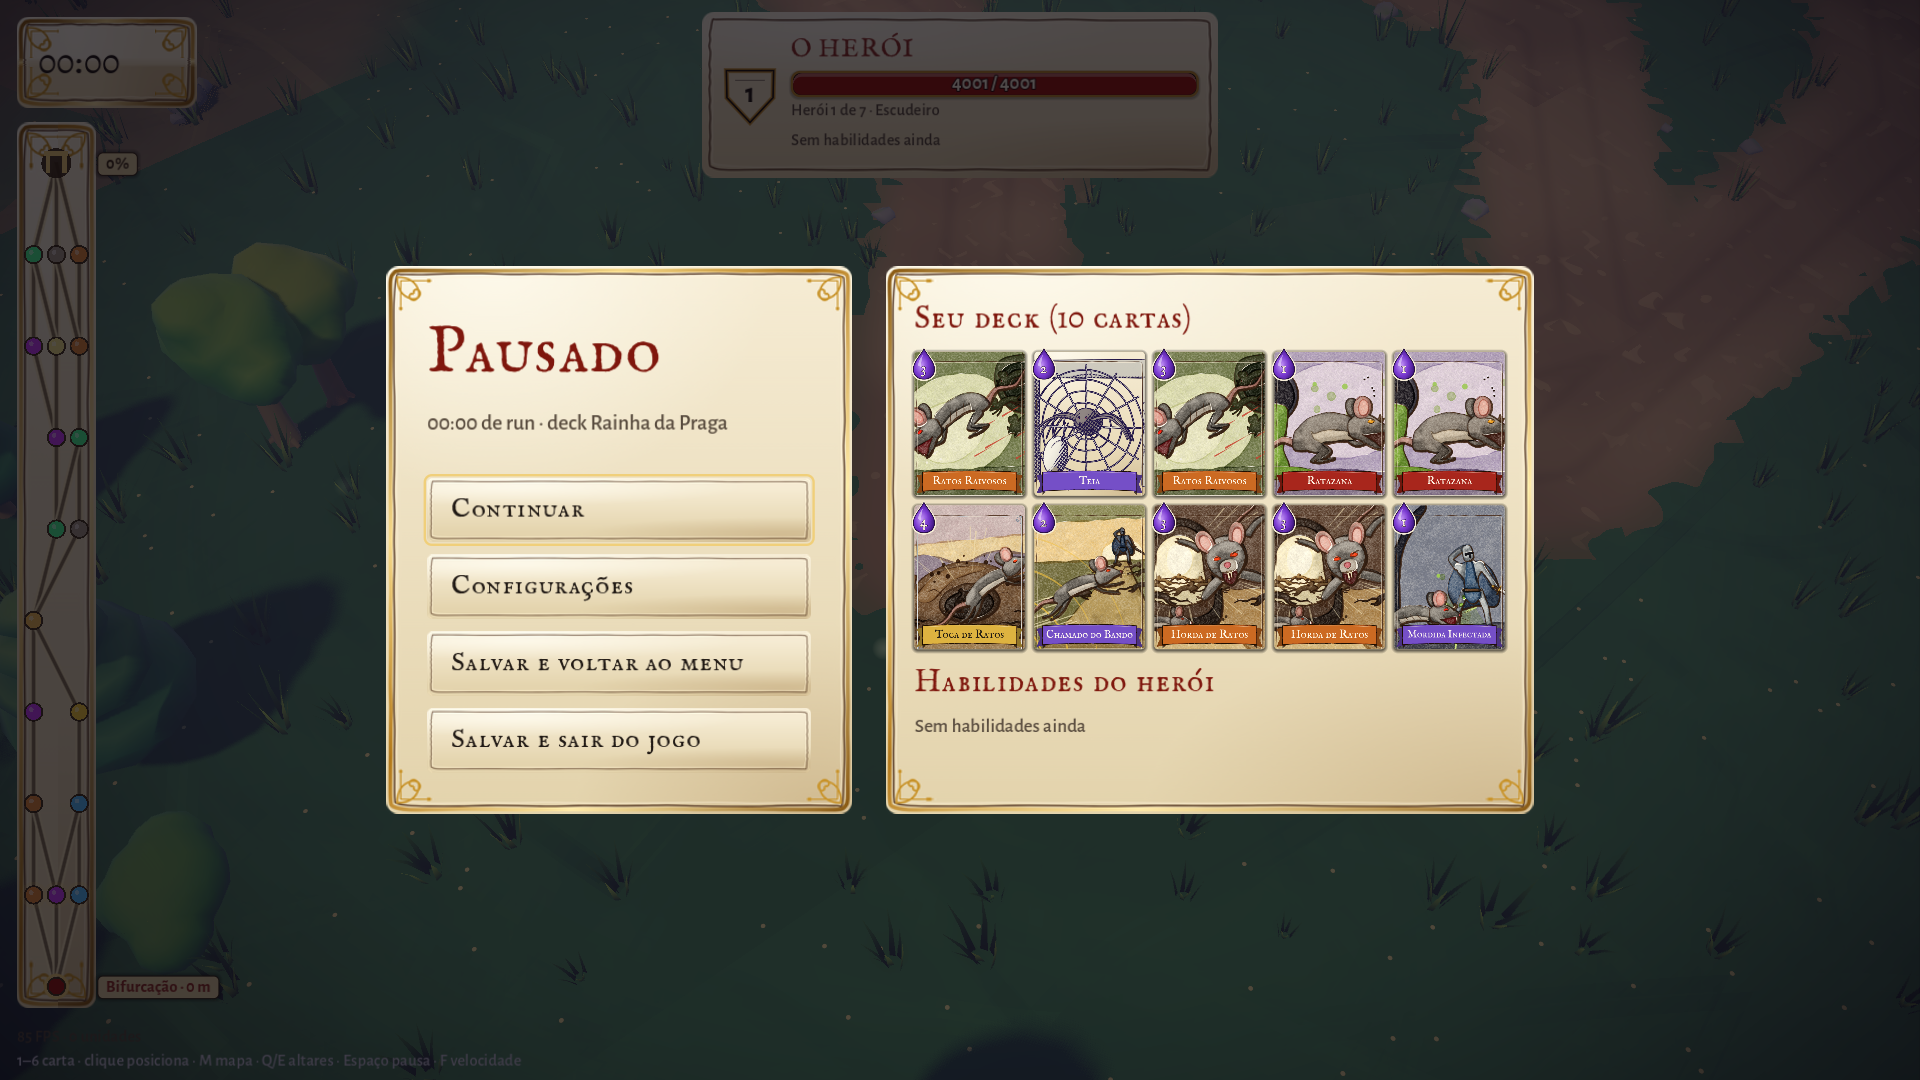 00:00
O HERÓI
4001 / 4001
1
Herói 1 de 7 · Escudeiro
Sem habilidades ainda
0%
Pausado
00:00 de run · deck Rainha da Praga
Continuar
Configurações
Salvar e voltar ao menu
Salvar e sair do jogo
Seu deck (10 cartas)
3
2
3
1
1
Ratos Raivosos
Teia
Ratos Raivosos
Ratazana
Ratazana
4
2
3
3
1
Toca de Ratos
Chamado do Bando
Horda de Ratos
Horda de Ratos
Mordida Infectada
Habilidades do herói
Sem habilidades ainda
Bifurcação · 0 m
1–6 carta · clique posiciona · M mapa · Q/E altares · Espaço pausa · F velocidade